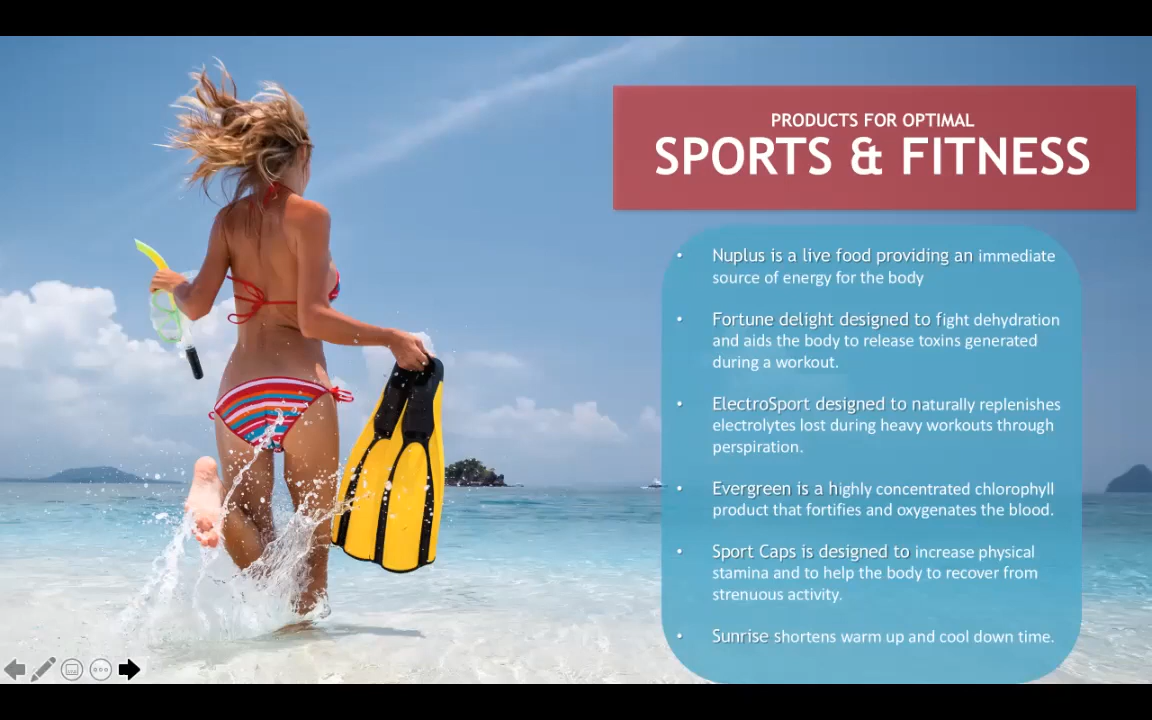 PRODUCTS FOR OPTIMAL
SPORTS & FITNESS
• Nuplus is a live food providing an immediate
source of energy for the body
• Fortune delight designed to fight dehydration
and aids the body to release toxins generated
during a workout.
• ElectroSport designed to naturally replenishes
electrolytes lost during heavy workouts through
perspiration.
• Evergreen is a highly concentrated chlorophyll
product that fortifies and oxygenates the blood.
• Sport Caps is designed to increase physical
stamina and to help the body to recover from
strenuous activity.
• Sunrise shortens warm up and cool down time.